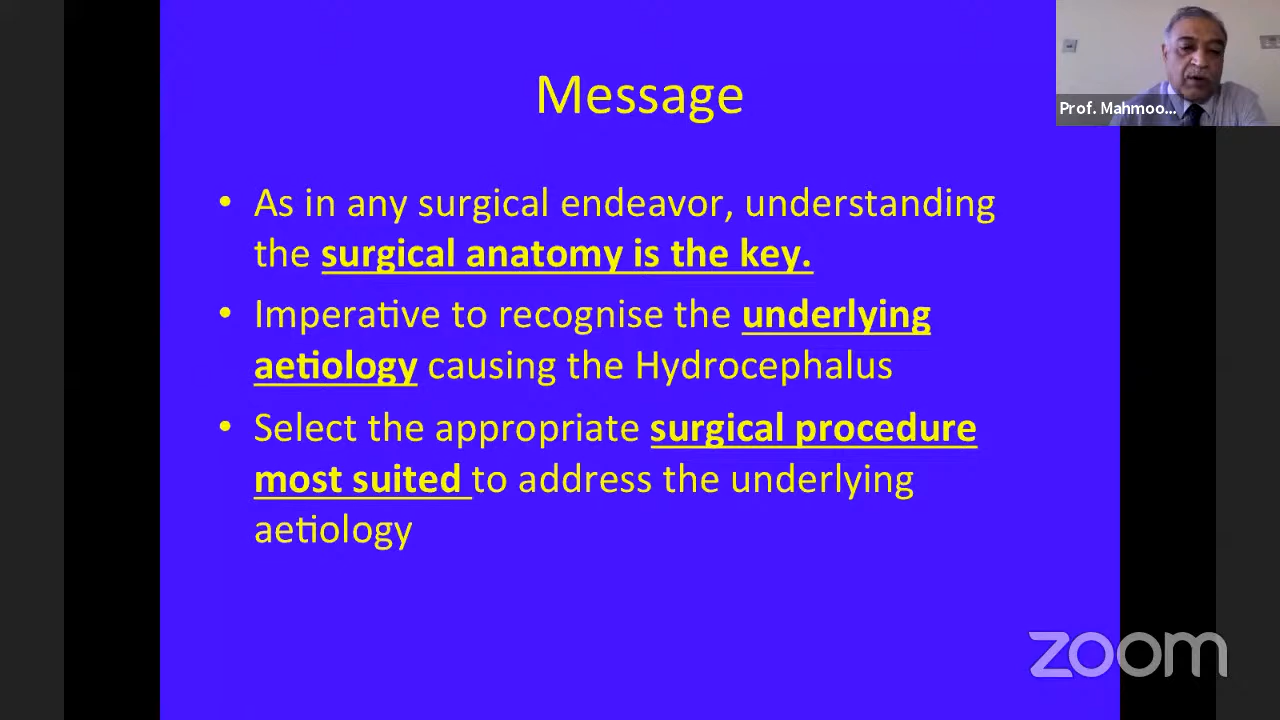 Message
Prof. Mahmoo...
• As in any surgical endeavor, understanding
the surgical anatomy is the key.
• Imperative to recognise the underlying
aetiology causing the Hydrocephalus
• Select the appropriate surgical procedure
most suited to address the underlying
aetiology
zoom